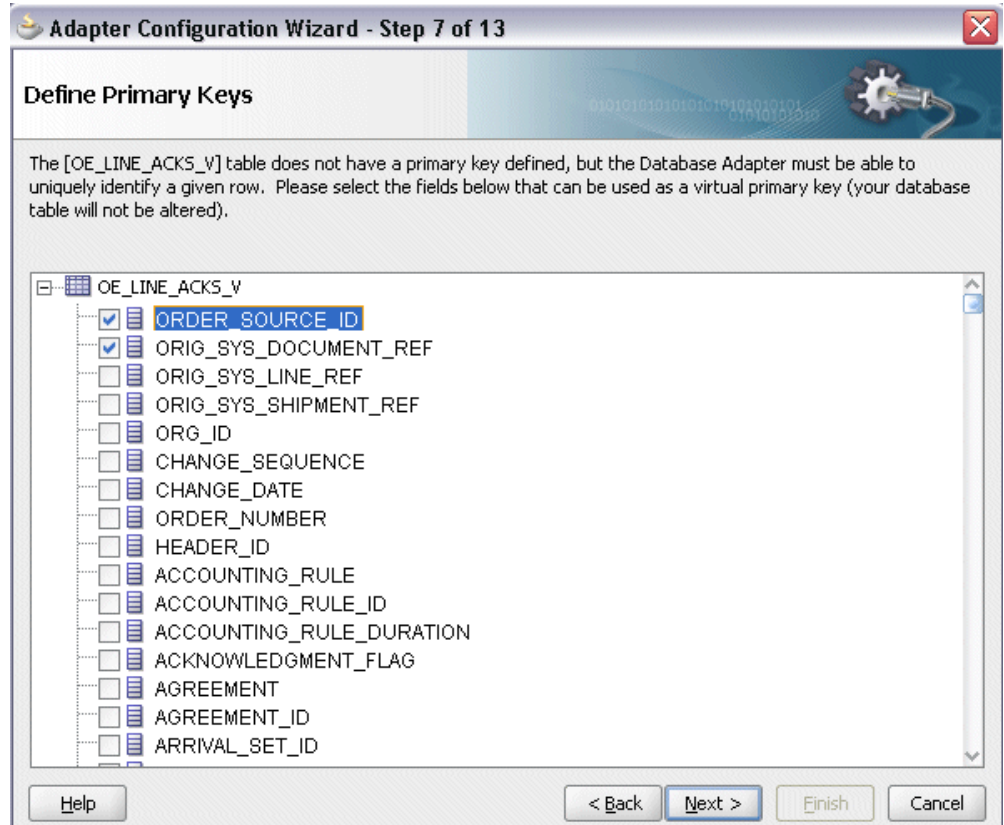 Adapter Configuration Wizard - Step 7 of 13
Define Primary Keys
The [OE_LINE_ACKS_V] table does not have a primary key defined, but the Database Adapter must be able to
uniquely identify a given row. Please select the fields below that can be used as a virtual primary key (your database
table will not be altered).
OE_LINE_ACKS_V
ORDER_SOURCE_ID
ORIG_SYS_DOCUMENT_REF
ORIG_SYS_LINE_REF
ORIG_SYS_SHIPMENT_REF
ORG_ID
CHANGE_SEQUENCE
CHANGE_DATE
ORDER_NUMBER
HEADER_ID
ACCOUNTING_RULE
ACCOUNTING_RULE_ID
ACCOUNTING_RULE_DURATION
ACKNOWLEDGMENT_FLAG
AGREEMENT
AGREEMENT_ID
ARRIVAL_SET_ID
Help
< Back
Next >
Finish
Cancel